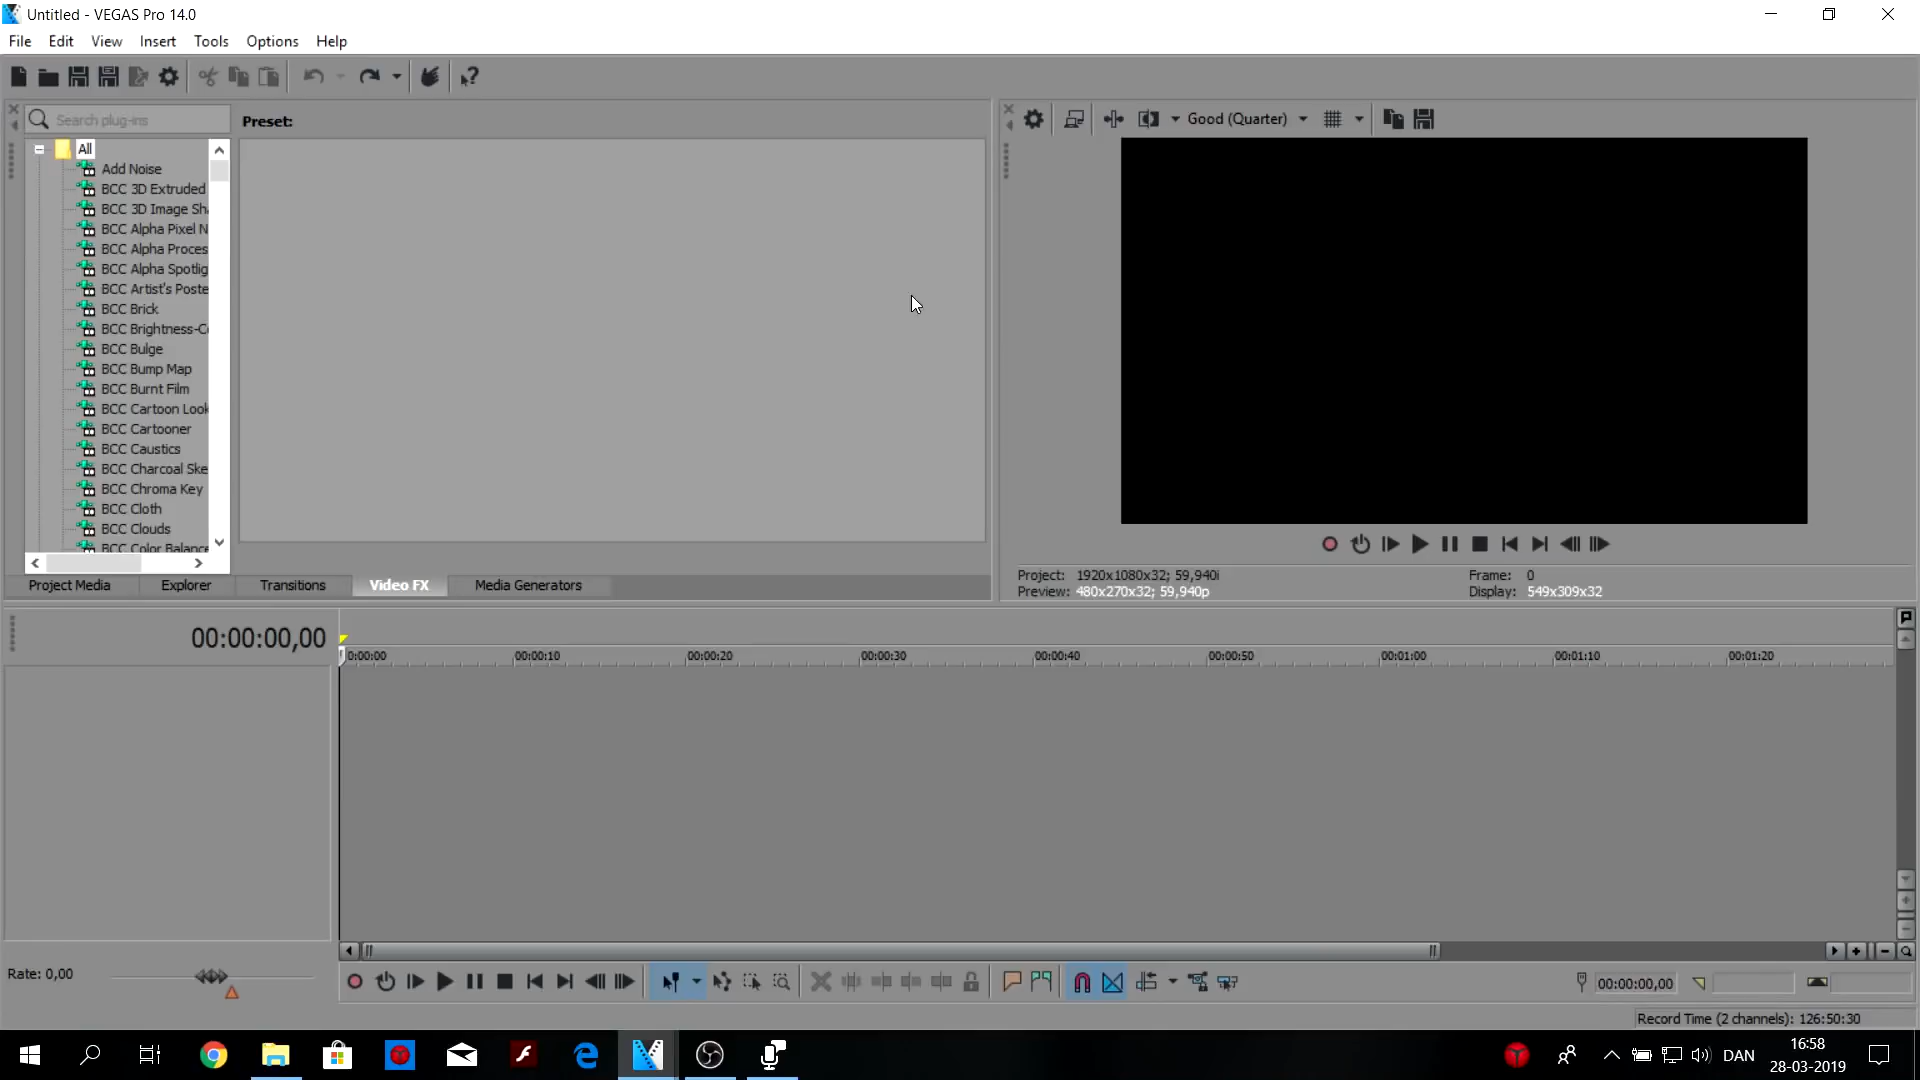 Untitled - VEGAS Pro 14.0
File Edit View Insert Tools Options Help
Search plug-ins
Preset:
All
Add Noise
BCC 3D Extruded
BCC 3D Image Sh
BCC Alpha Pixel N
BCC Alpha Proces
BCC Alpha Spotlig
BCC Artist's Poste
BCC Brick
BCC Brightness-C
BCC Bulge
BCC Bump Map
BCC Burnt Film
BCC Cartoon Look
BCC Cartooner
BCC Caustics
BCC Charcoal Ske
BCC Chroma Key
BCC Cloth
BCC Clouds
BCC Color Balance
Project Media Explorer Transitions Video FX Media Generators
Good (Quarter)
Project: 1920x1080x32; 59,940i
Preview: 480x270x32; 59,940p
Frame: 0
Display: 549x309x32
00:00:00,00
0:00:00 00:00:10 00:00:20 00:00:30 00:00:40 00:00:50 00:01:00 00:01:10 00:01:20
Rate: 0,00
00:00:00,00
Record Time (2 channels): 126:50:30
DAN
16:58
28-03-2019